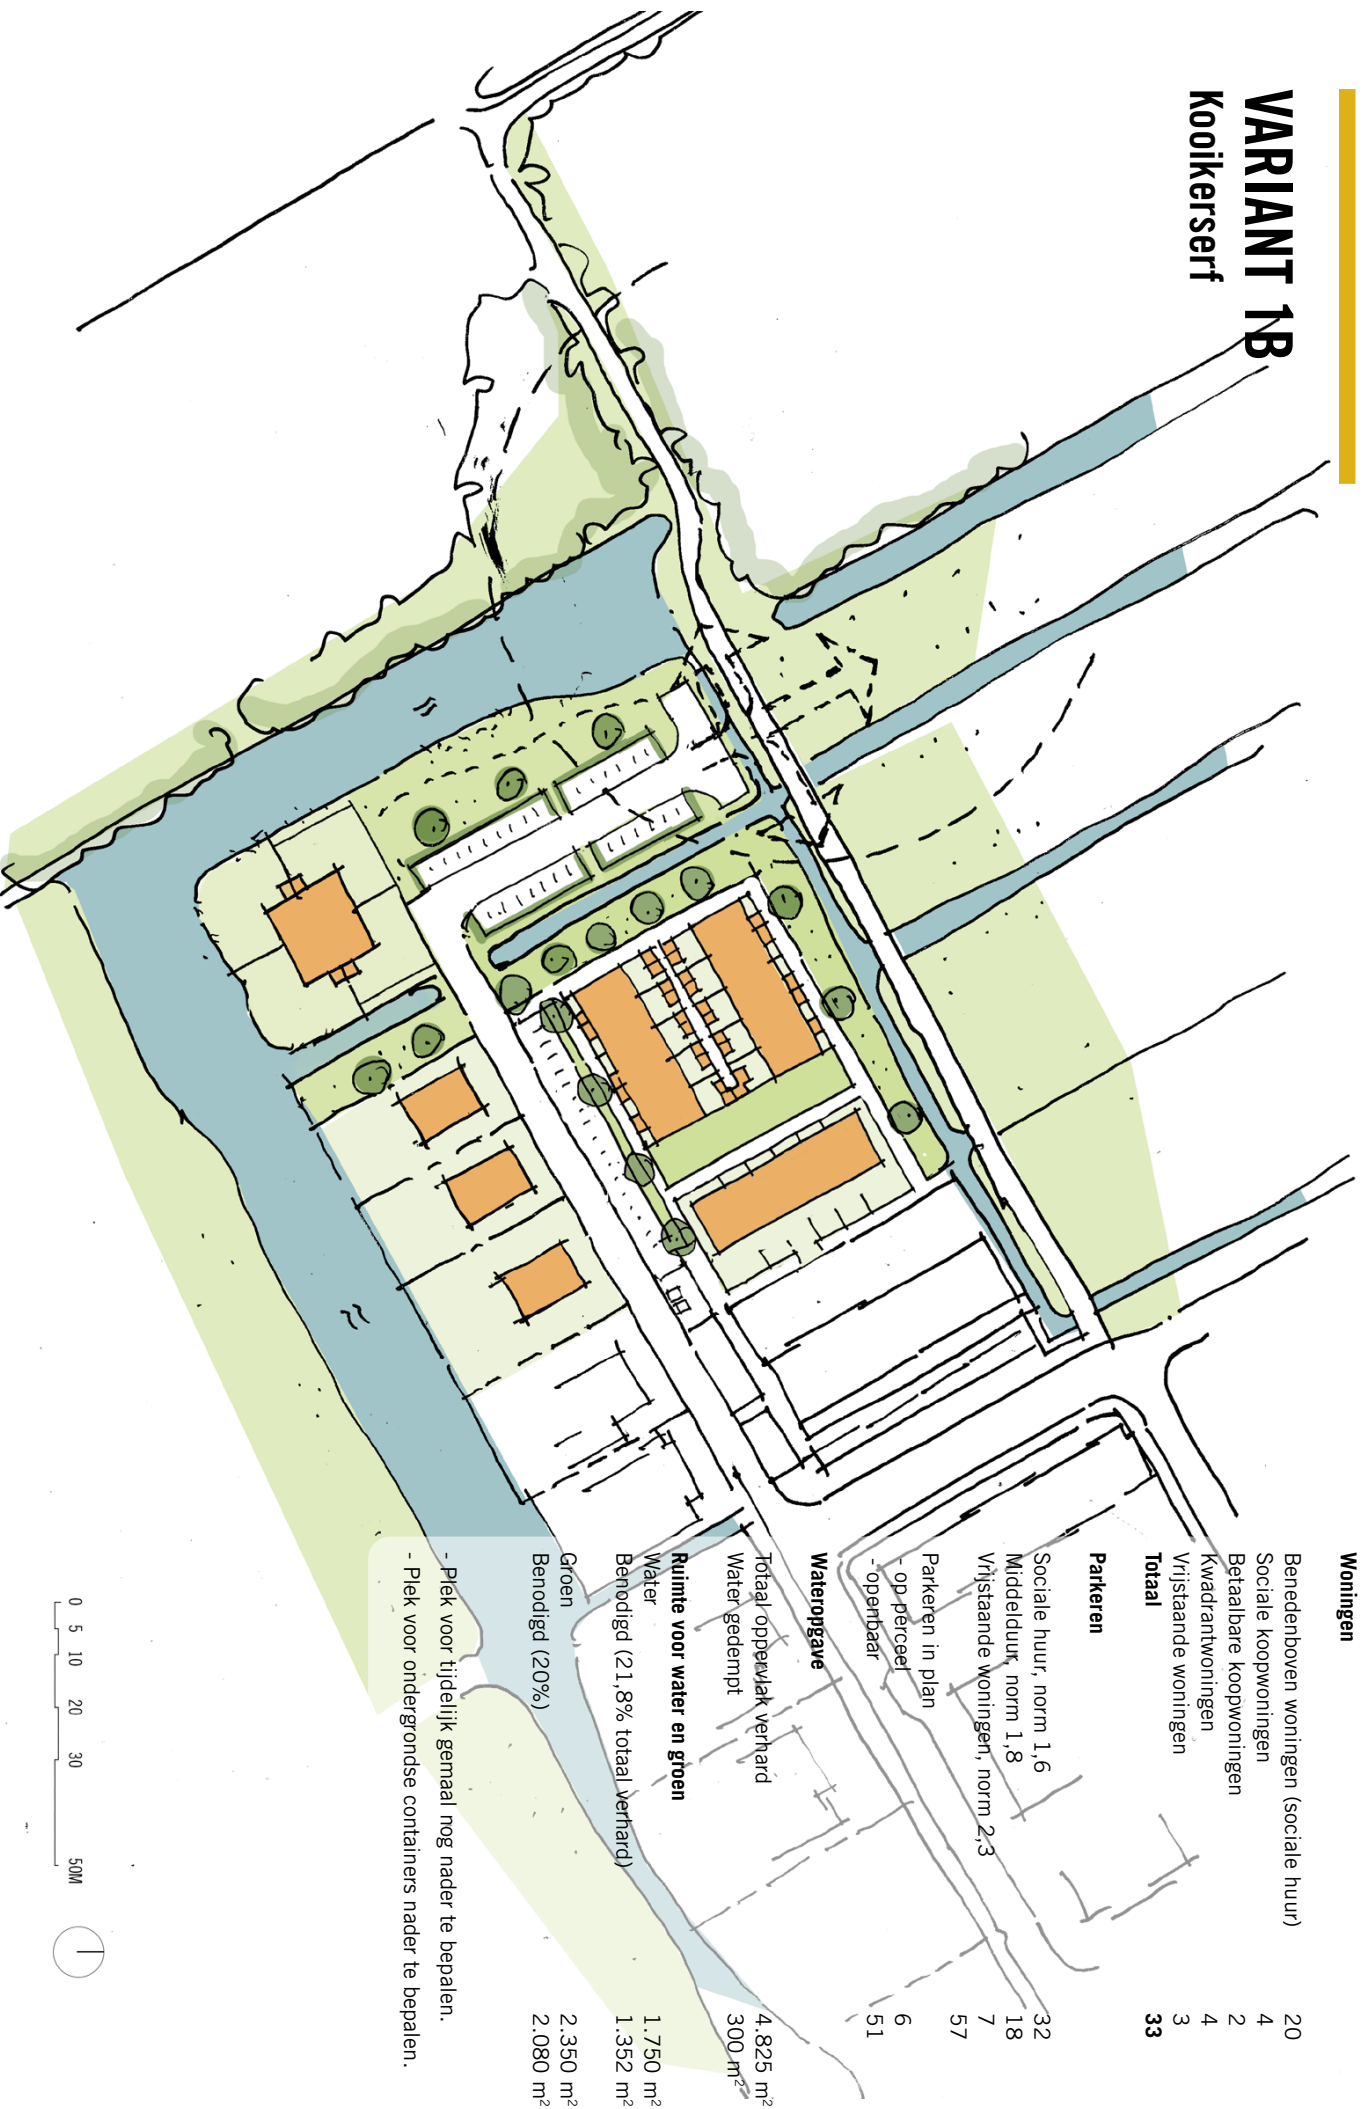 VARIANT 1B
Kooikerserf
Woningen
Benedenboven woningen (sociale huur) 20
Sociale koopwoningen 4
Betaalbare koopwoningen 2
Kwadrantwoningen 4
Vrijstaande woningen 3
Totaal 33
Parkeren
Sociale huur, norm 1,6 32
Middelduur, norm 1,8 18
Vrijstaande woningen, norm 2,3 7
57
Parkeren in plan
- op perceel 6
- openbaar 51
Wateropgave
Totaal oppervlak verhard 4.825 m²
Water gedempt 300 m²
Ruimte voor water en groen
Water 1.750 m²
Benodigd (21,8% totaal verhard) 1.352 m²
Groen 2.350 m²
Benodigd (20%) 2.080 m²
- Plek voor tijdelijk gemaal nog nader te bepalen.
- Plek voor ondergrondse containers nader te bepalen.
0 5 10 20 30 50M